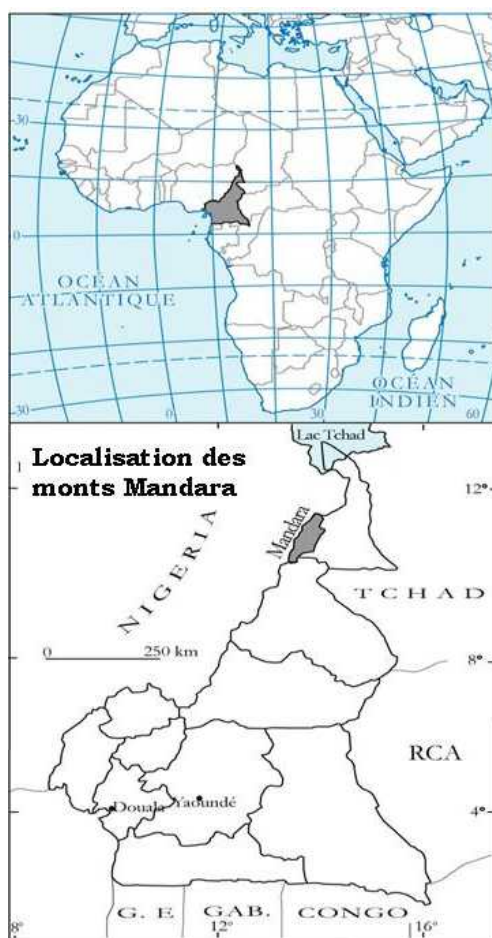 30
0
30
OCÉAN
ATLANTIQUE
OCÉAN
INDIEN
0
30
60
Localisation des
monts Mandara
Lac Tchad
12°
Mandara
NIGERIA
TCHAD
0 250 km
8°
RCA
Douala
Yaoundé
4°
G. E GAB. CONGO
8°
12
16